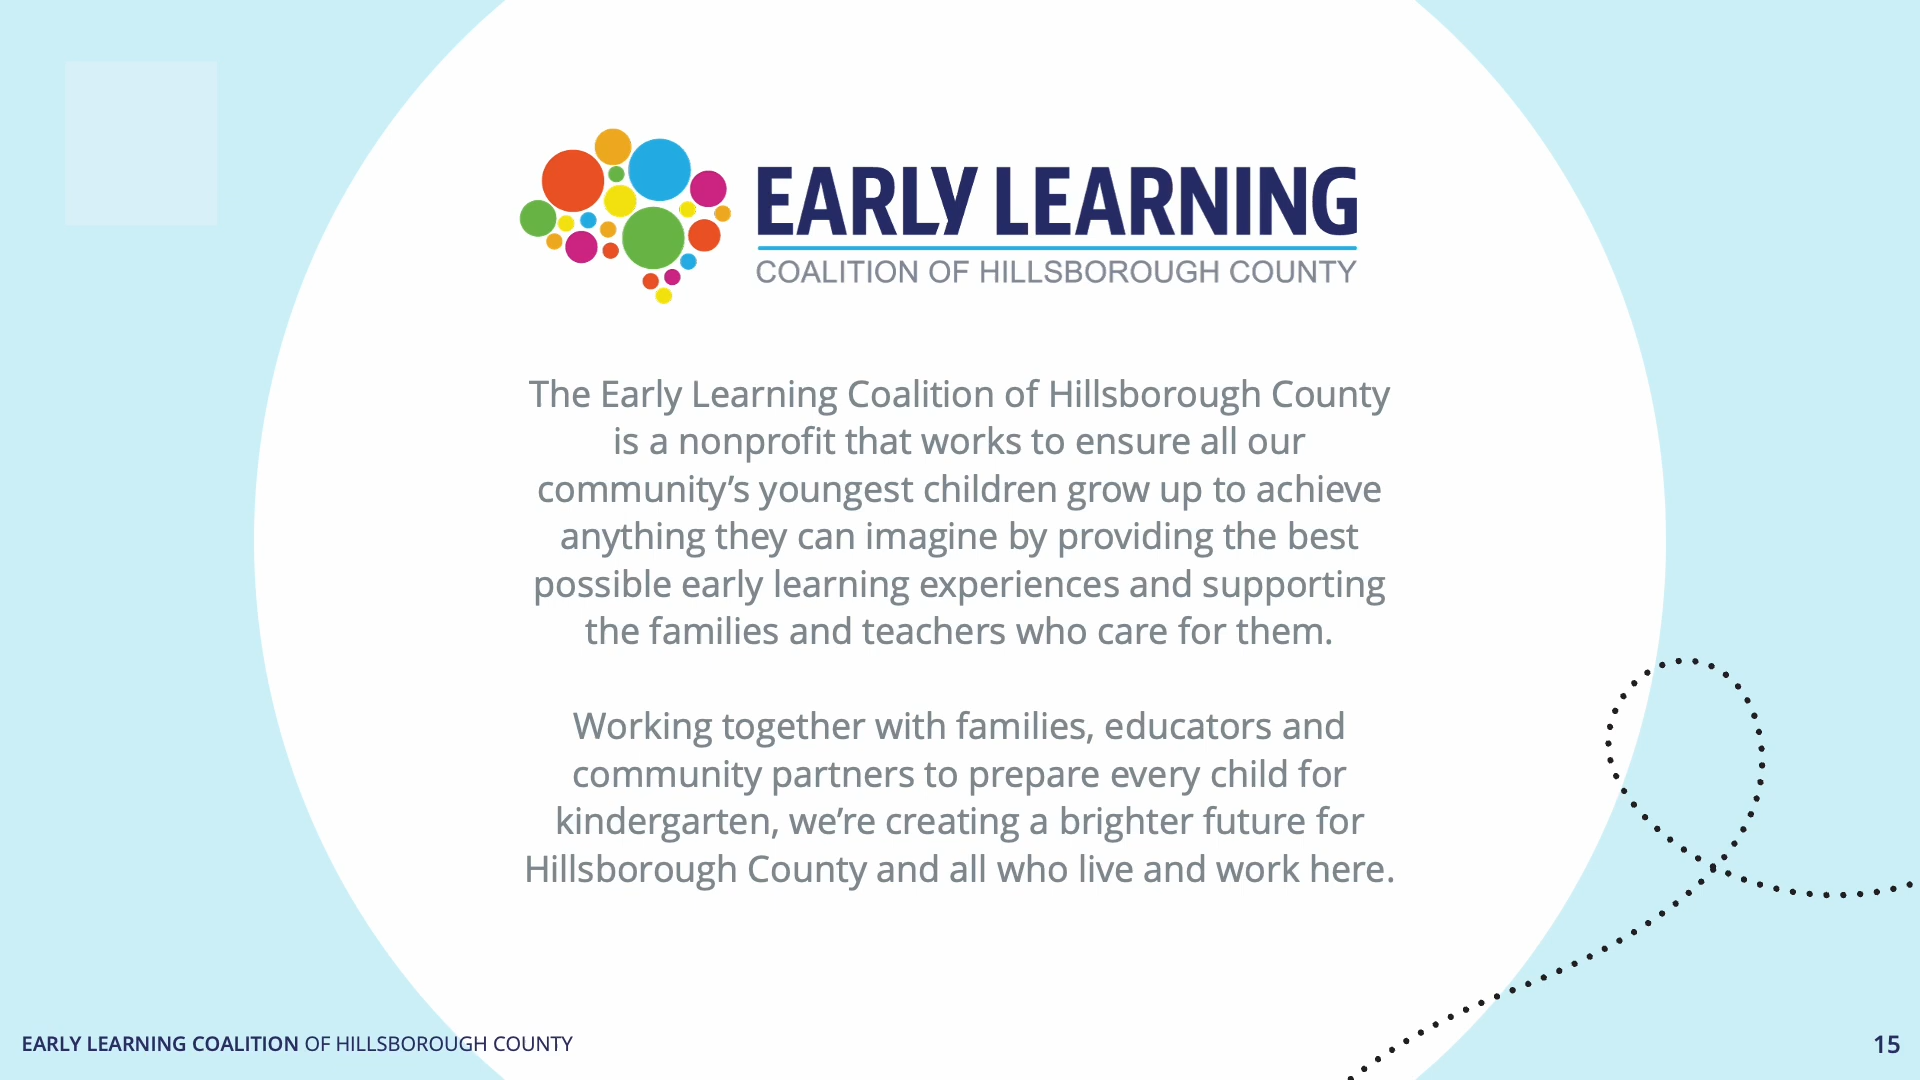 EARLY LEARNING
COALITION OF HILLSBOROUGH COUNTY
The Early Learning Coalition of Hillsborough County
is a nonprofit that works to ensure all our
community’s youngest children grow up to achieve
anything they can imagine by providing the best
possible early learning experiences and supporting
the families and teachers who care for them.
Working together with families, educators and
community partners to prepare every child for
kindergarten, we’re creating a brighter future for
Hillsborough County and all who live and work here.
EARLY LEARNING COALITION OF HILLSBOROUGH COUNTY
15